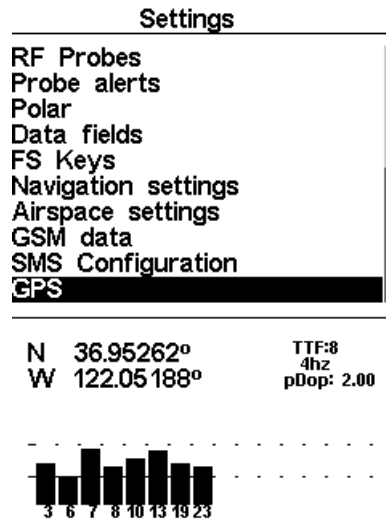 Settings
RF Probes
Probe alerts
Polar
Data fields
FS Keys
Navigation settings
Airspace settings
GSM data
SMS Configuration
GPS
N 36.95262º TTF:8
4hz
W 122.05188º pDop: 2.00
3 6 7 8 10 13 19 23